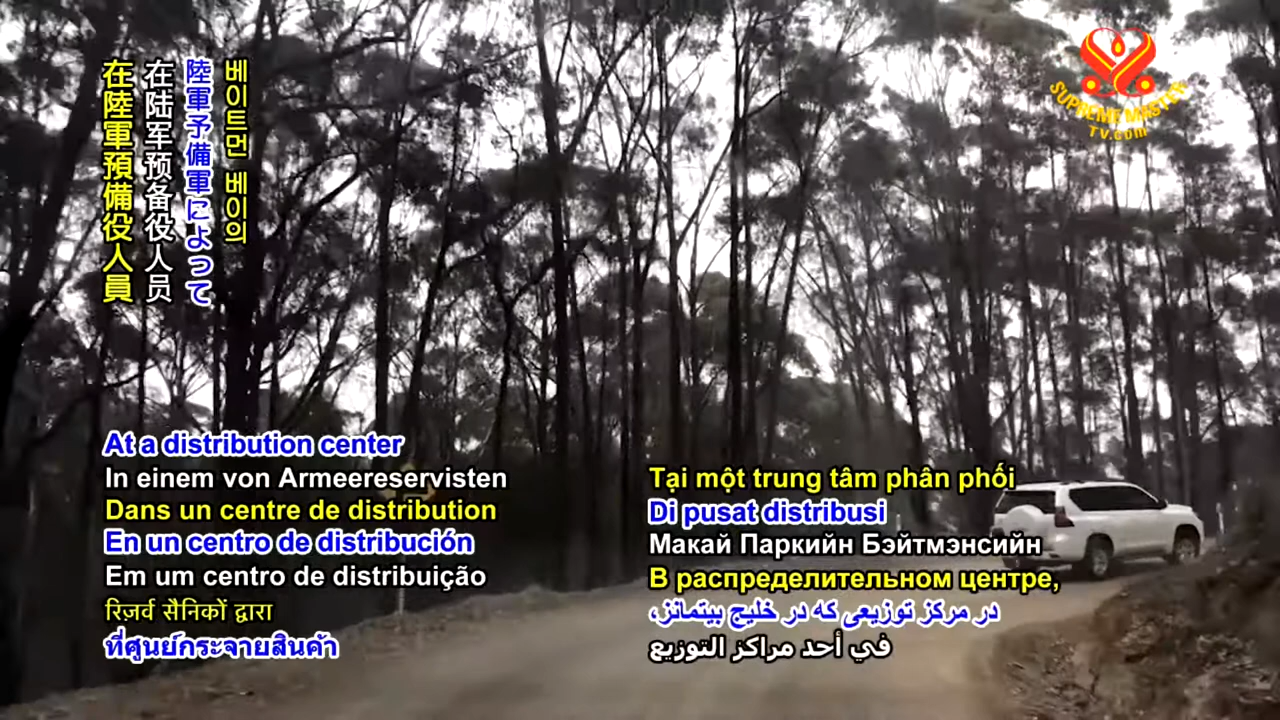 베이트먼 베이의
陸軍予備軍によって
在陆军预备役人员
在陸軍預備役人員
SUPREME MASTER
TV.com
At a distribution center
In einem von Armeereservisten
Dans un centre de distribution
En un centro de distribución
Em um centro de distribuição
रिज़र्व सैनिकों द्वारा
ที่ศูนย์กระจายสินค้า
Tại một trung tâm phân phối
Di pusat distribusi
Макай Паркийн Бэйтмэнсийн
В распределительном центре,
در مرکز توزیعی که در خلیج بیتمانز،
في أحد مراكز التوزيع